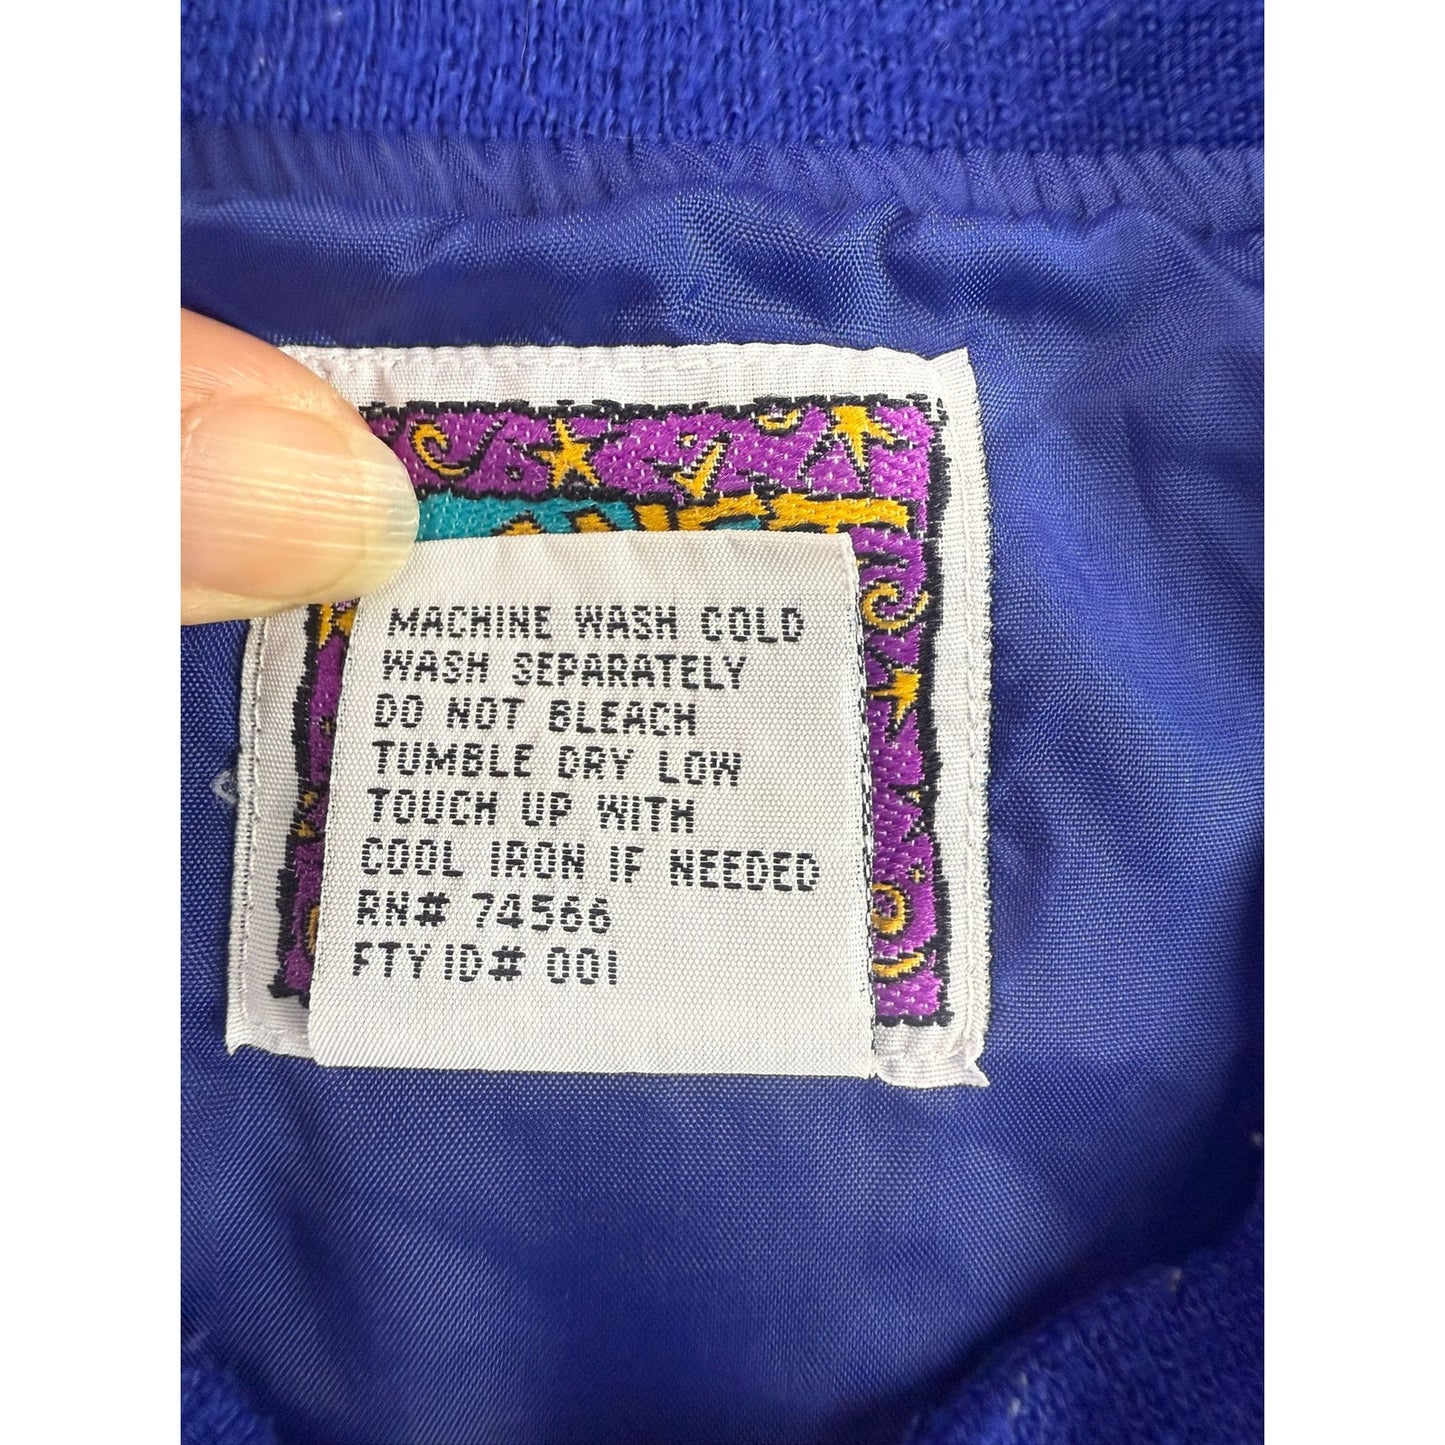 MACHINE WASH COLD
WASH SEPARATELY
DO NOT BLEACH
TUMBLE DRY LOW
TOUCH UP WITH
COOL IRON IF NEEDED
RN# 74566
FTY ID# 001